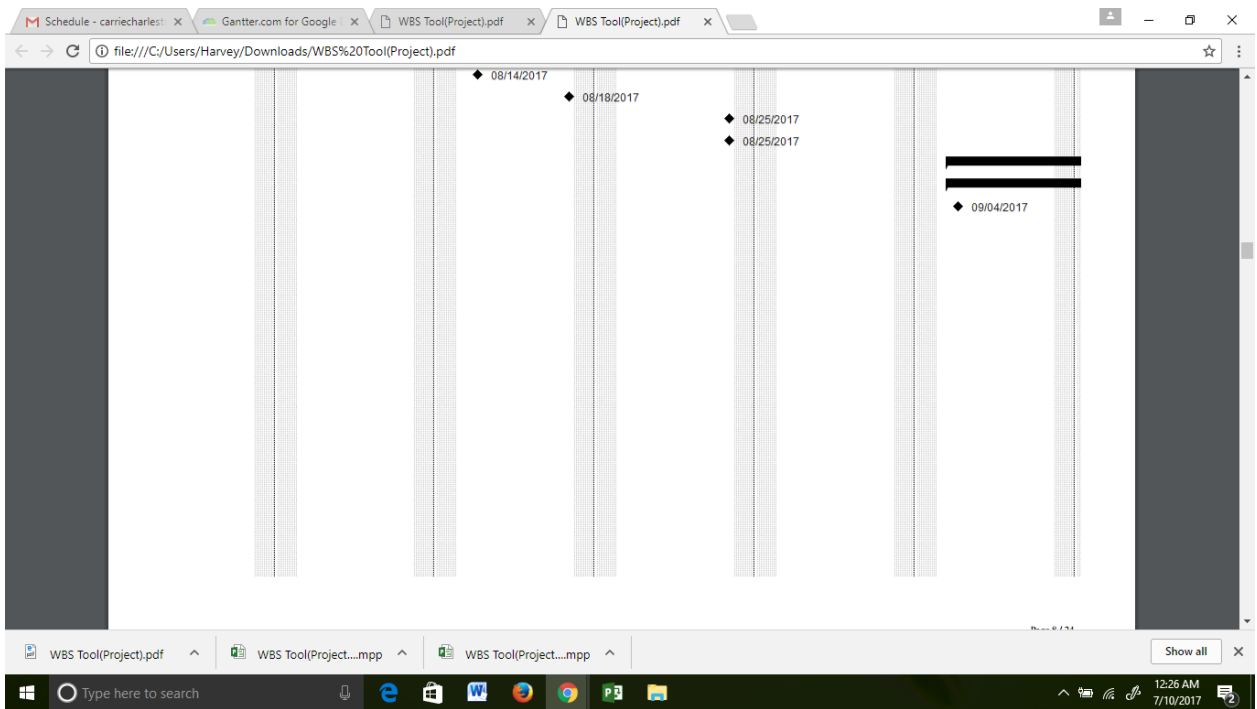 Schedule - carriecharlest
Gantter.com for Google
WBS Tool(Project).pdf
WBS Tool(Project).pdf
file:///C:/Users/Harvey/Downloads/WBS%20Tool(Project).pdf
08/14/2017
08/18/2017
08/25/2017
08/25/2017
09/04/2017
WBS Tool(Project).pdf
WBS Tool(Project....mpp
WBS Tool(Project....mpp
Show all
Type here to search
12:26 AM
7/10/2017
2